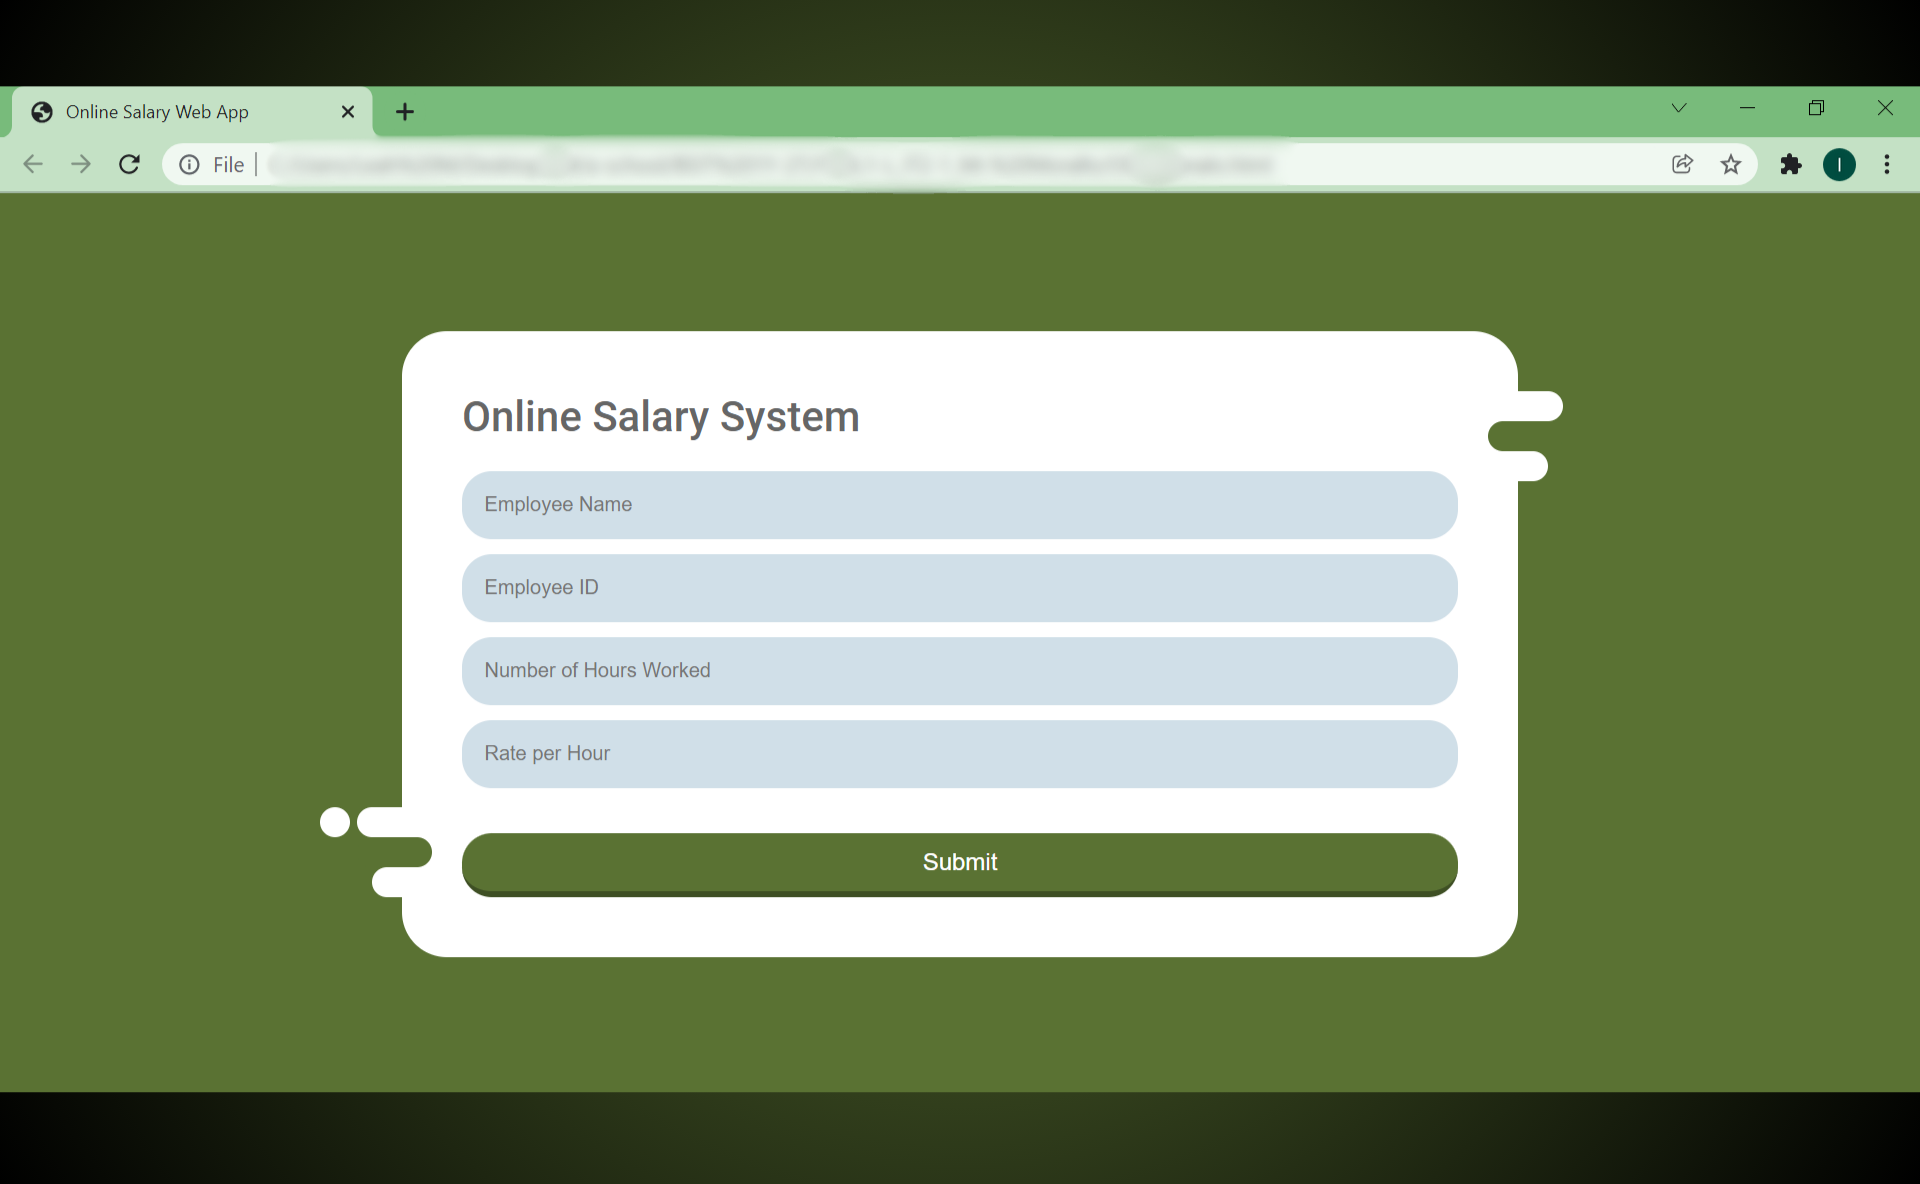 Online Salary Web App
File
I
Online Salary System
Employee Name
Employee ID
Number of Hours Worked
Rate per Hour
Submit